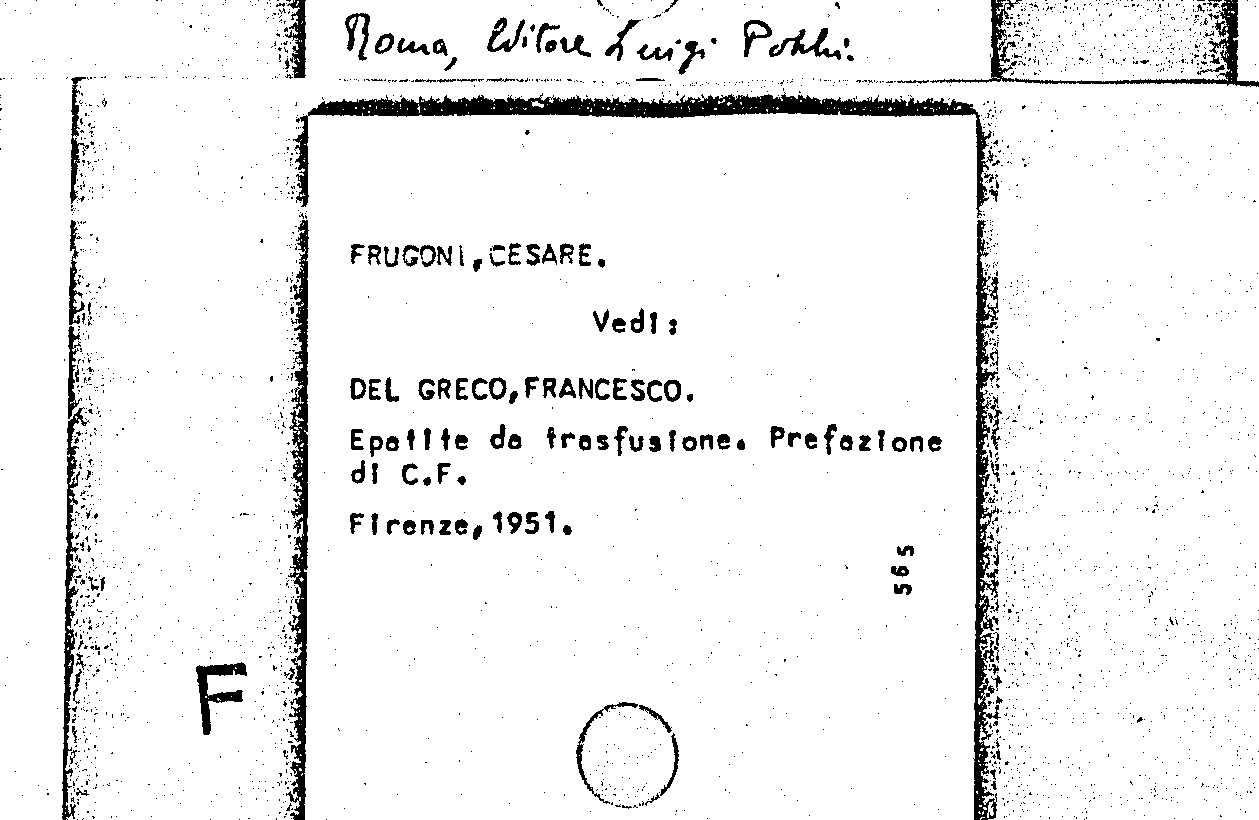 Roma, Editore Luigi Pozzi.
FRUGONI,CESARE.
Vedi:
DEL GRECO,FRANCESCO.
Epatite da trasfusione. Prefazione
di C.F.
Firenze,1951.
565
F